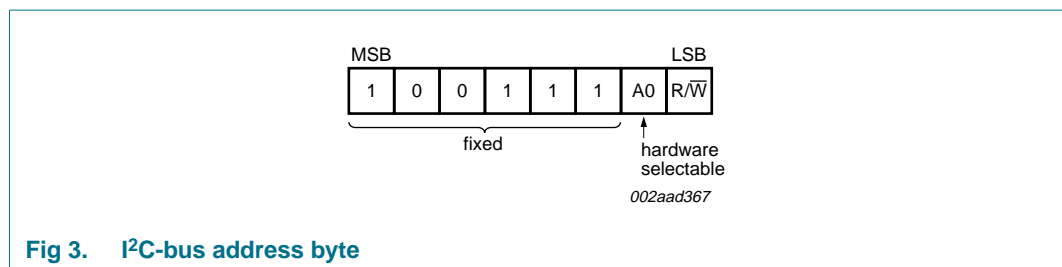 MSB LSB
1 0 0 1 1 1 A0 R/W̅
fixed
hardware
selectable
002aad367
Fig 3. I²C-bus address byte